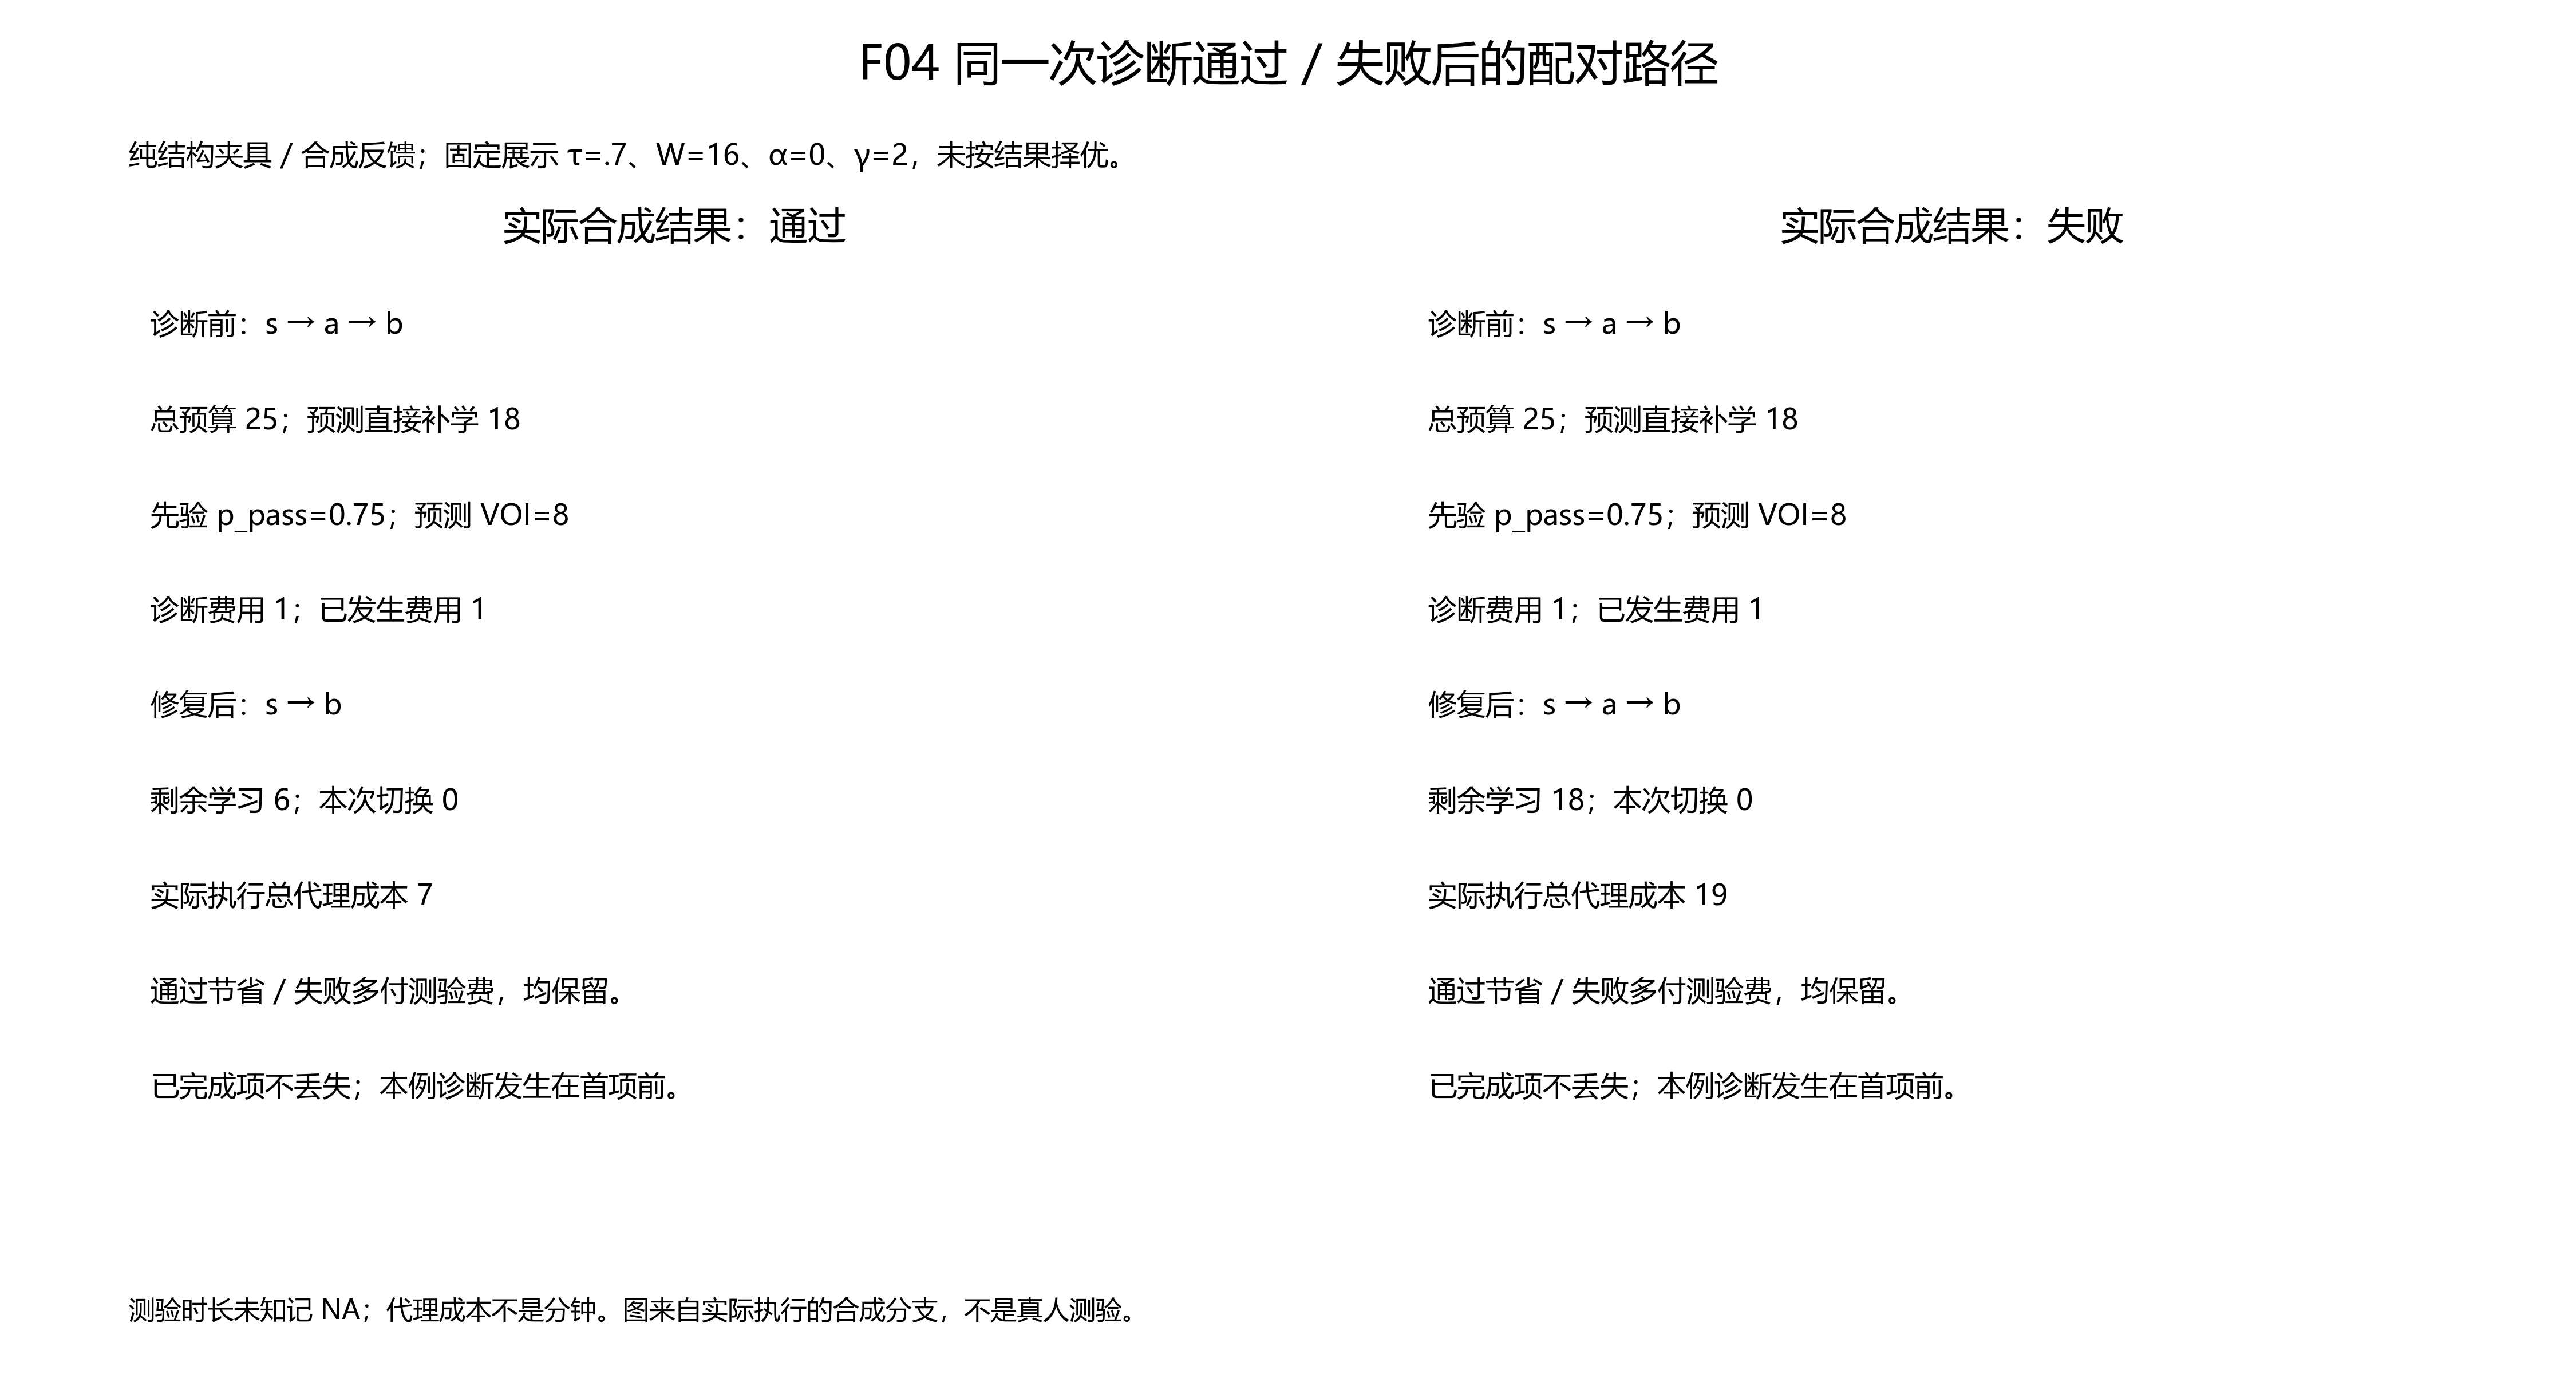 F04 同一次诊断通过 / 失败后的配对路径
纯结构夹具 / 合成反馈；固定展示 τ=.7、W=16、α=0、γ=2，未按结果择优。
实际合成结果：通过
诊断前：s → a → b
总预算 25；预测直接补学 18
先验 p_pass=0.75；预测 VOI=8
诊断费用 1；已发生费用 1
修复后：s → b
剩余学习 6；本次切换 0
实际执行总代理成本 7
通过节省 / 失败多付测验费，均保留。
已完成项不丢失；本例诊断发生在首项前。
实际合成结果：失败
诊断前：s → a → b
总预算 25；预测直接补学 18
先验 p_pass=0.75；预测 VOI=8
诊断费用 1；已发生费用 1
修复后：s → a → b
剩余学习 18；本次切换 0
实际执行总代理成本 19
通过节省 / 失败多付测验费，均保留。
已完成项不丢失；本例诊断发生在首项前。
测验时长未知记 NA；代理成本不是分钟。图来自实际执行的合成分支，不是真人测验。